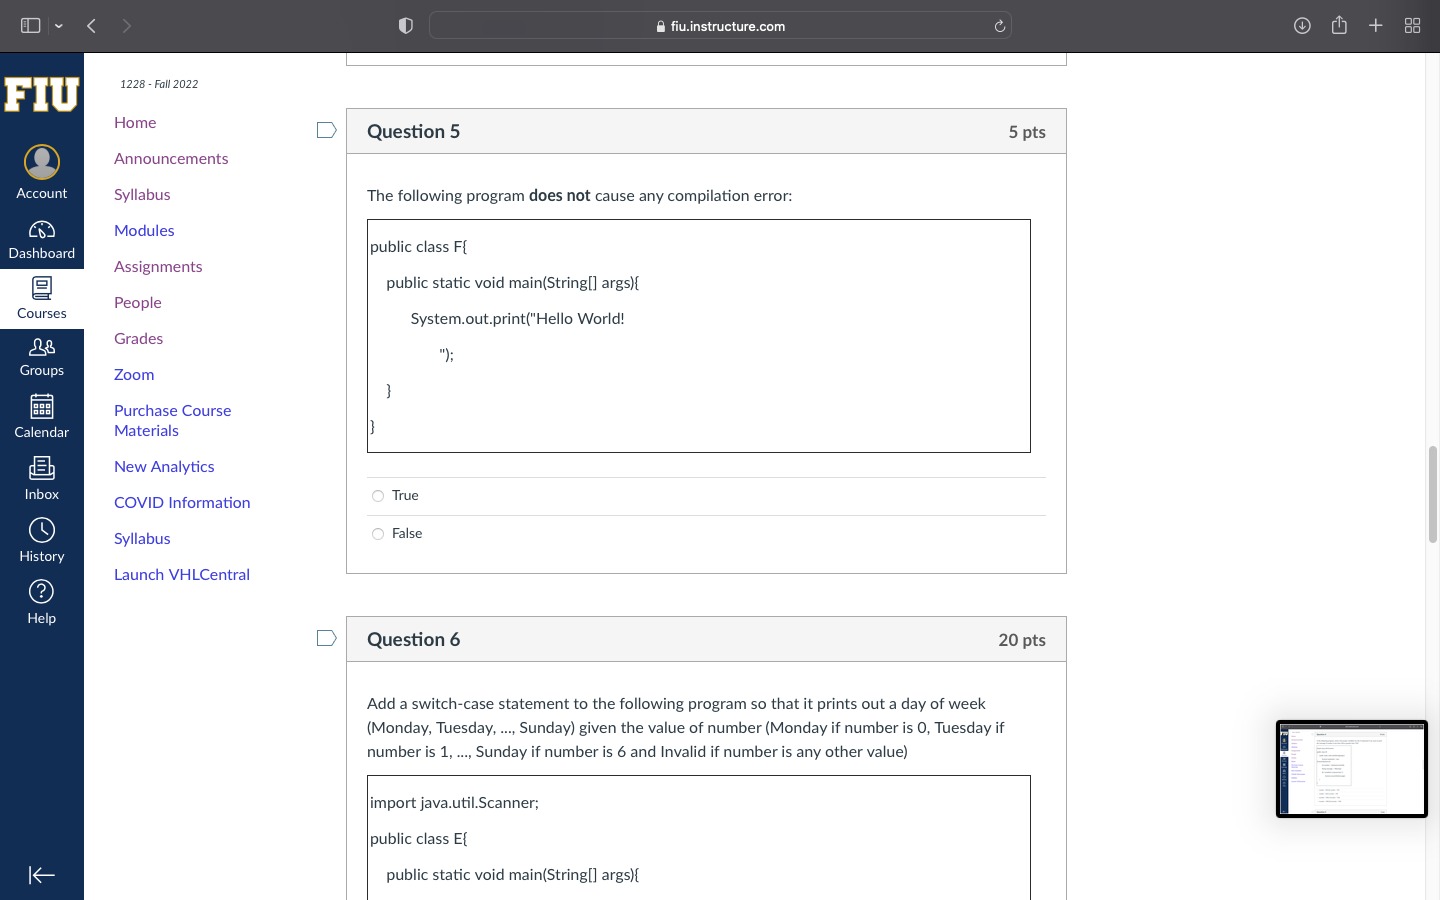 fiu.instructure.com
FIU
Account
Dashboard
Courses
Groups
Calendar
Inbox
History
Help
1228 - Fall 2022
Home
Announcements
Syllabus
Modules
Assignments
People
Grades
Zoom
Purchase Course
Materials
New Analytics
COVID Information
Syllabus
Launch VHLCentral
Question 5 5 pts
The following program does not cause any compilation error:
public class F{
public static void main(String[] args){
System.out.print("Hello World!
");
}
}
True
False
Question 6 20 pts
Add a switch-case statement to the following program so that it prints out a day of week
(Monday, Tuesday, ..., Sunday) given the value of number (Monday if number is 0, Tuesday if
number is 1, ..., Sunday if number is 6 and Invalid if number is any other value)
import java.util.Scanner;
public class E{
public static void main(String[] args){